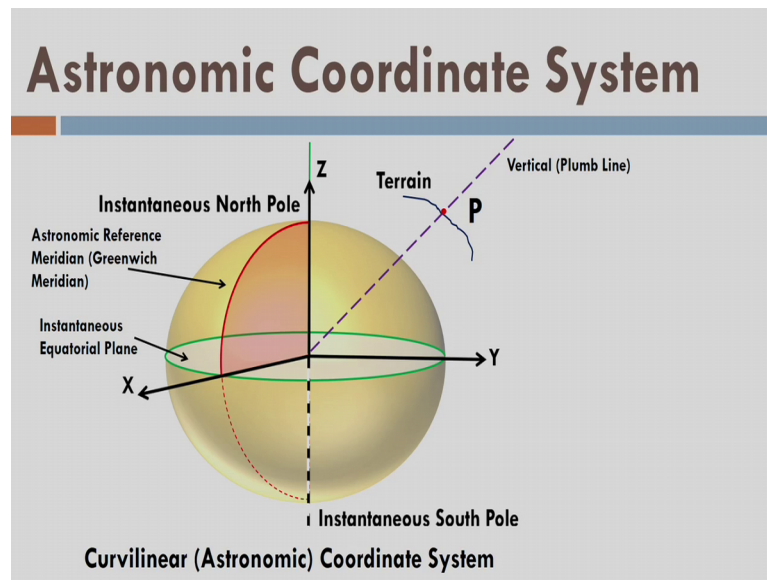 Astronomic Coordinate System
Vertical (Plumb Line)
Z
Terrain
P
Instantaneous North Pole
Astronomic Reference
Meridian (Greenwich
Meridian)
Instantaneous
Equatorial Plane
Y
X
Instantaneous South Pole
Curvilinear (Astronomic) Coordinate System